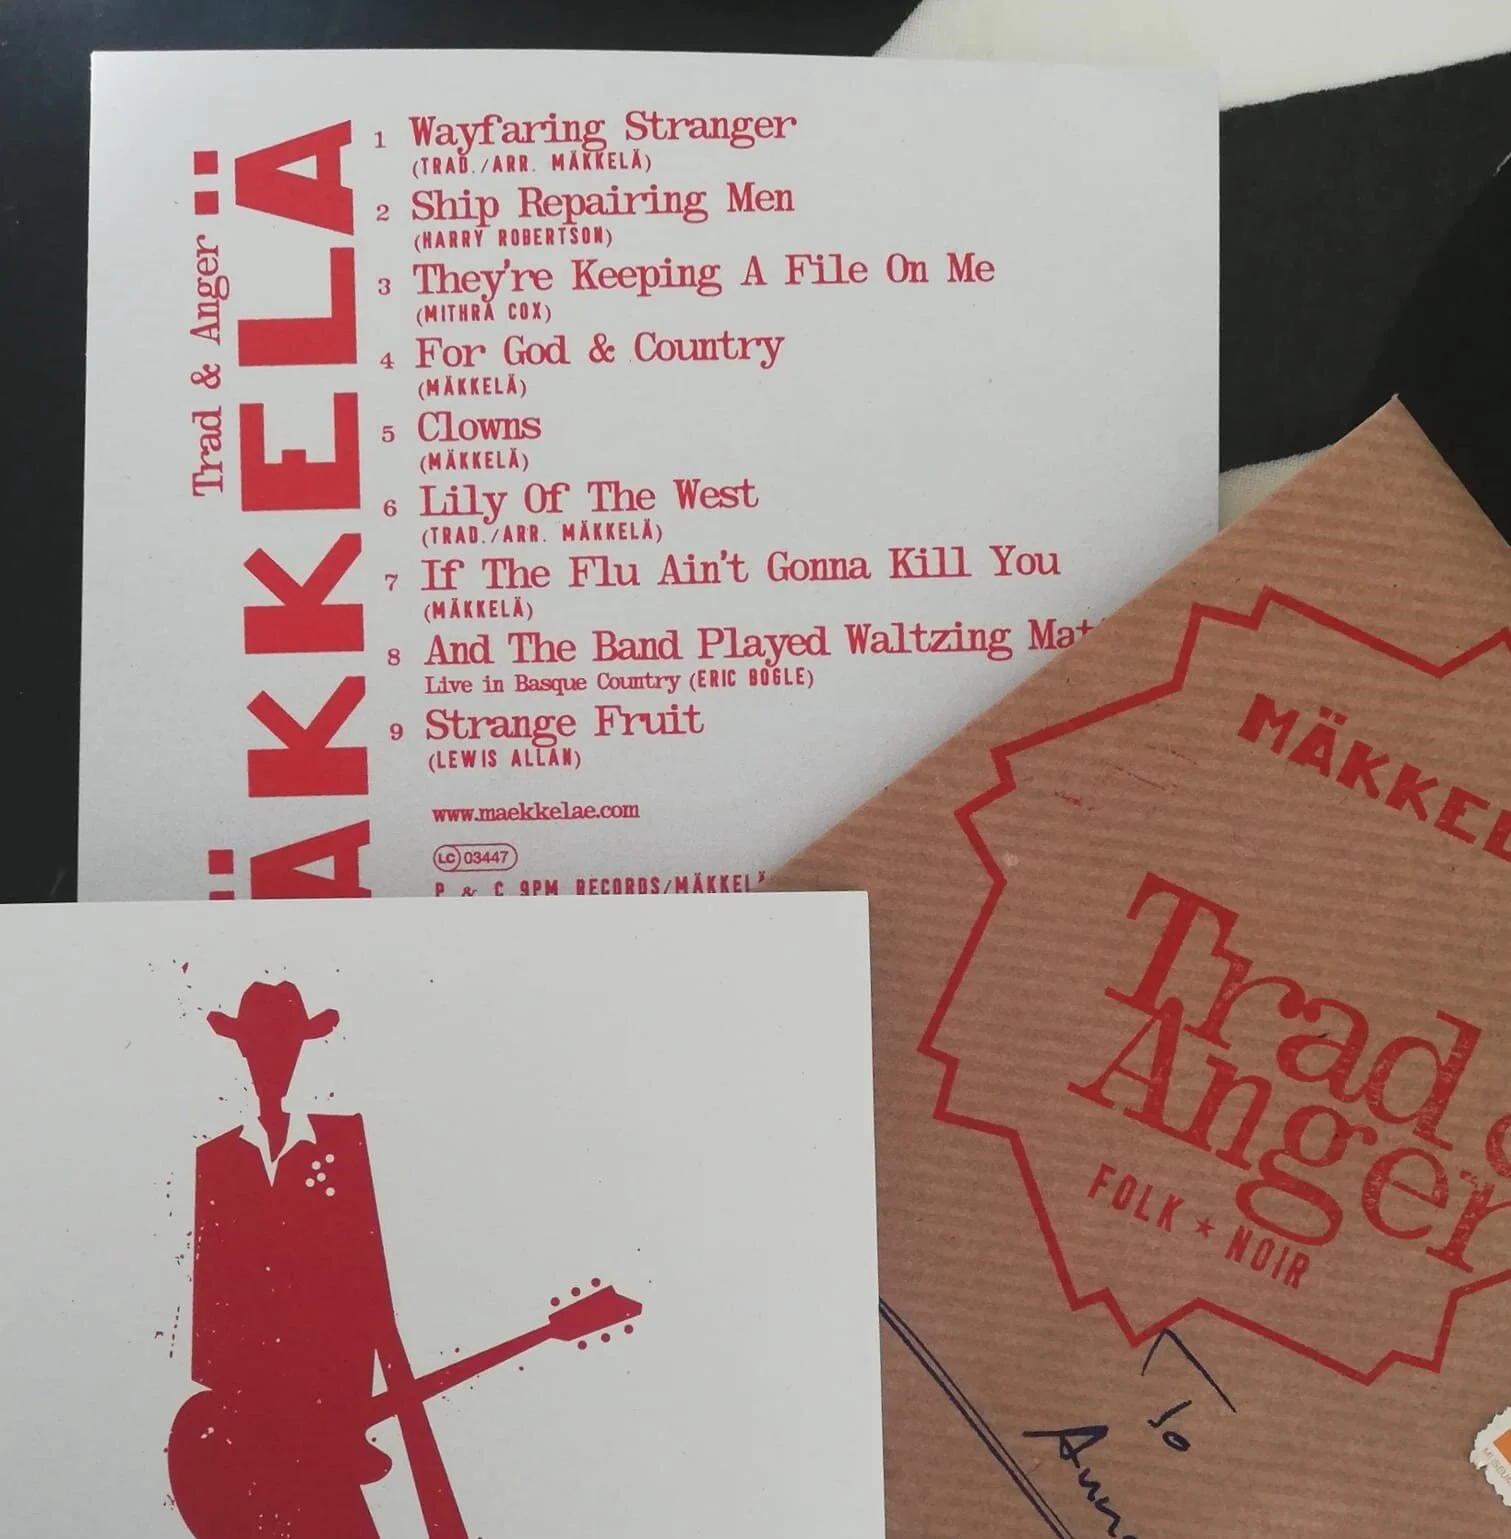 Trad & Anger
MÄKKELÄ
1 Wayfaring Stranger
(TRAD./ARR. MÄKKELÄ)
2 Ship Repairing Men
(HARRY ROBERTSON)
3 They're Keeping A File On Me
(MITHRA COX)
4 For God & Country
(MÄKKELÄ)
5 Clowns
(MÄKKELÄ)
6 Lily Of The West
(TRAD./ARR. MÄKKELÄ)
7 If The Flu Ain't Gonna Kill You
(MÄKKELÄ)
8 And The Band Played Waltzing Mat
Live in Basque Country (ERIC BOGLE)
9 Strange Fruit
(LEWIS ALLAN)
www.maekkelae.com
LC 03447
P & C 9PM RECORDS/MÄKKELÄ
MÄKKEL
Trad &
Anger
FOLK ★ NOIR
To